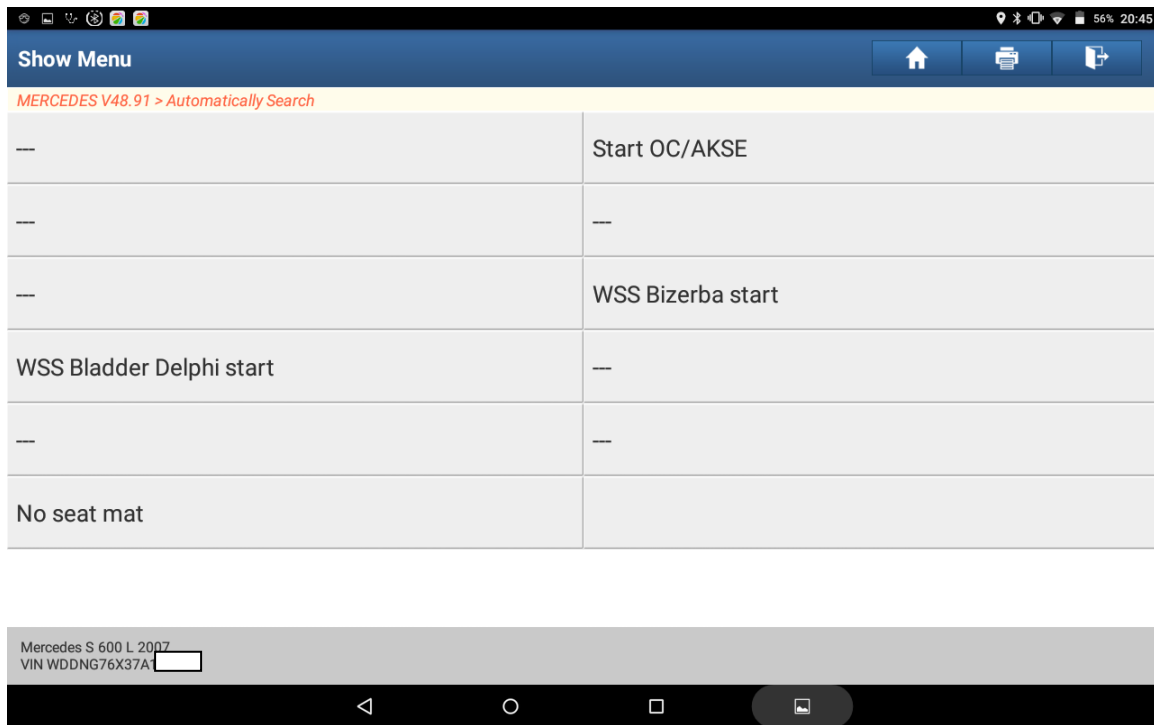 56% 20:45
Show Menu
MERCEDES V48.91 > Automatically Search
---
Start OC/AKSE
---
---
---
WSS Bizerba start
WSS Bladder Delphi start
---
---
---
No seat mat
Mercedes S 600 L 2007
VIN WDDNG76X37A1